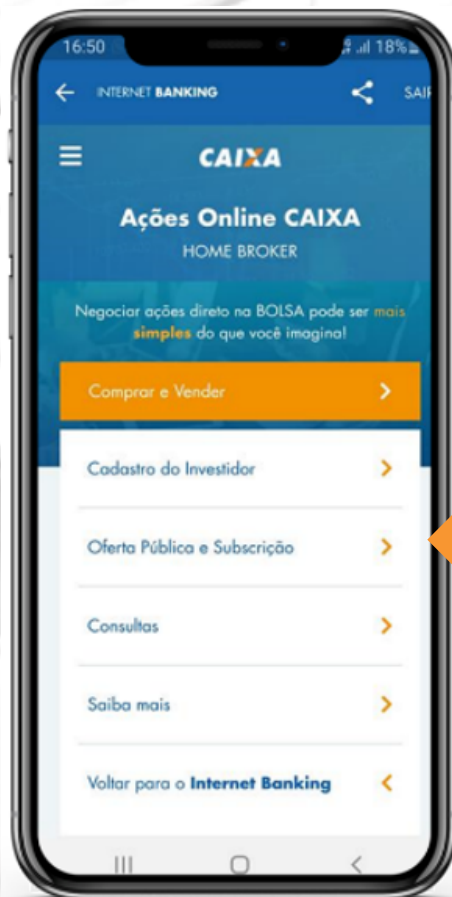 16:50
18%
INTERNET BANKING
CAIXA
Ações Online CAIXA
HOME BROKER
Negociar ações direto na BOLSA pode ser mais
simples do que você imagina!
Comprar e Vender
Cadastro do Investidor
Oferta Pública e Subscrição
Consultas
Saiba mais
Voltar para o Internet Banking